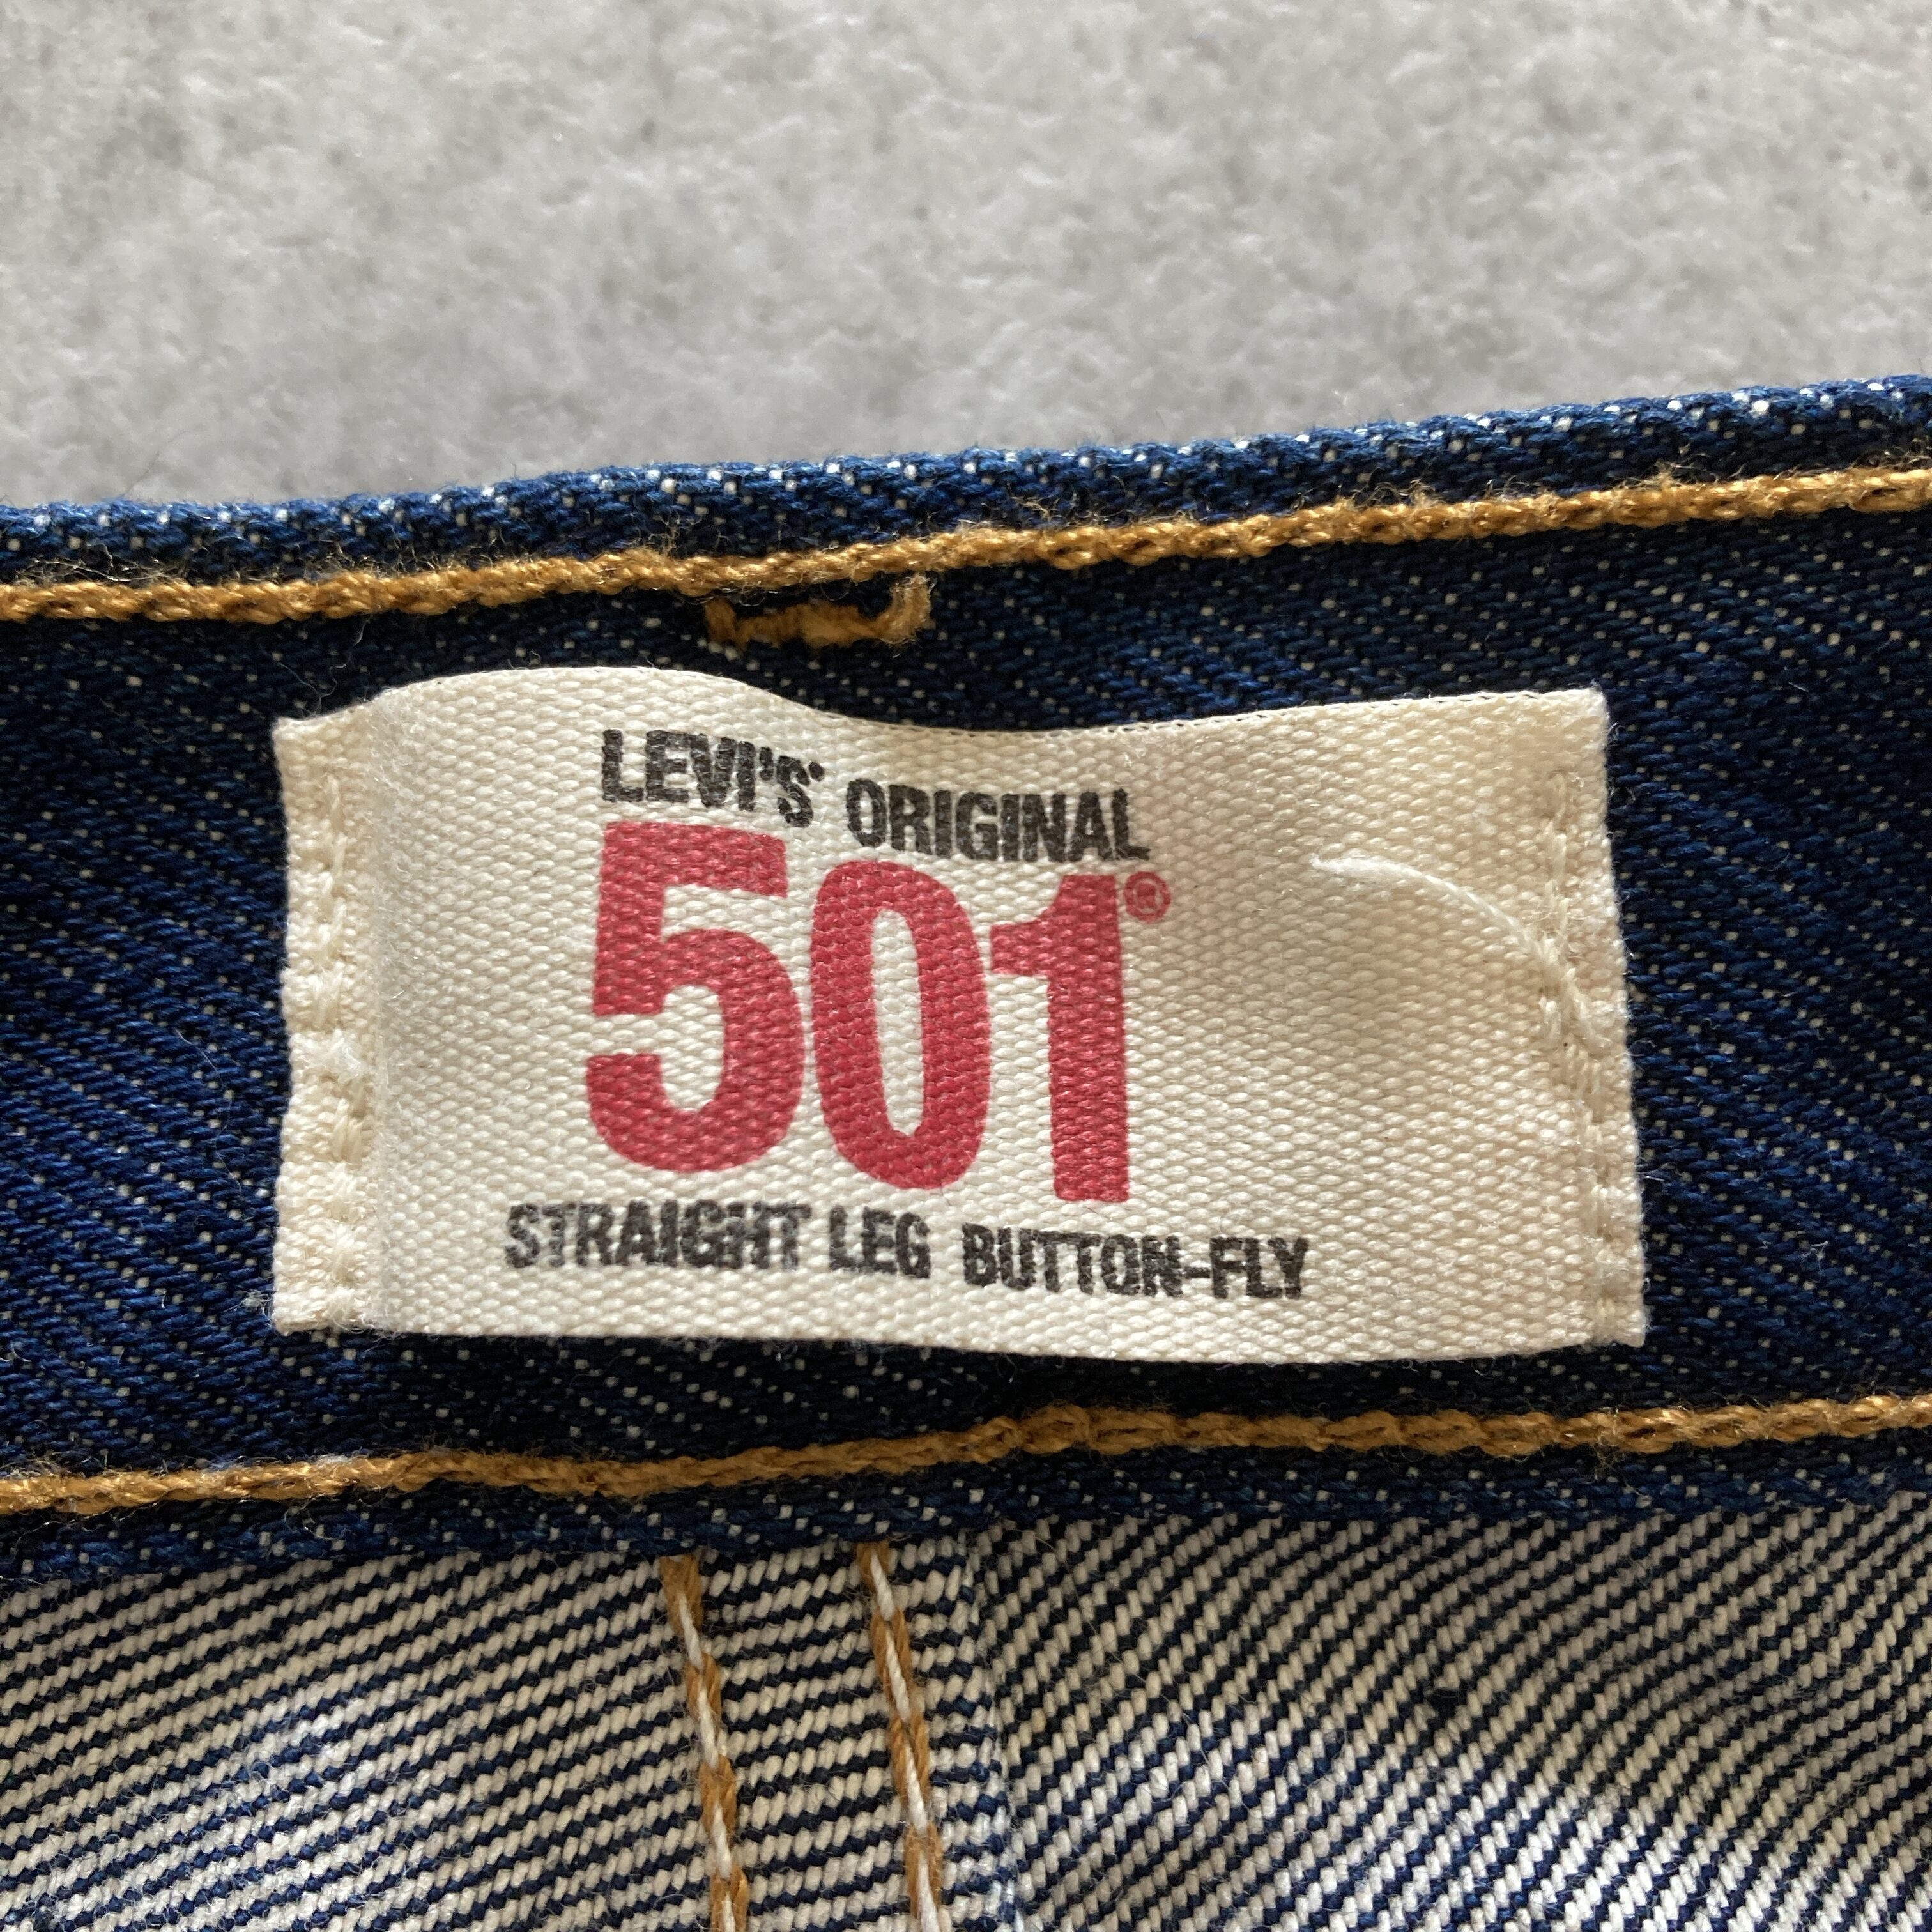 LEVI'S® ORIGINAL
501®
STRAIGHT LEG BUTTON-FLY